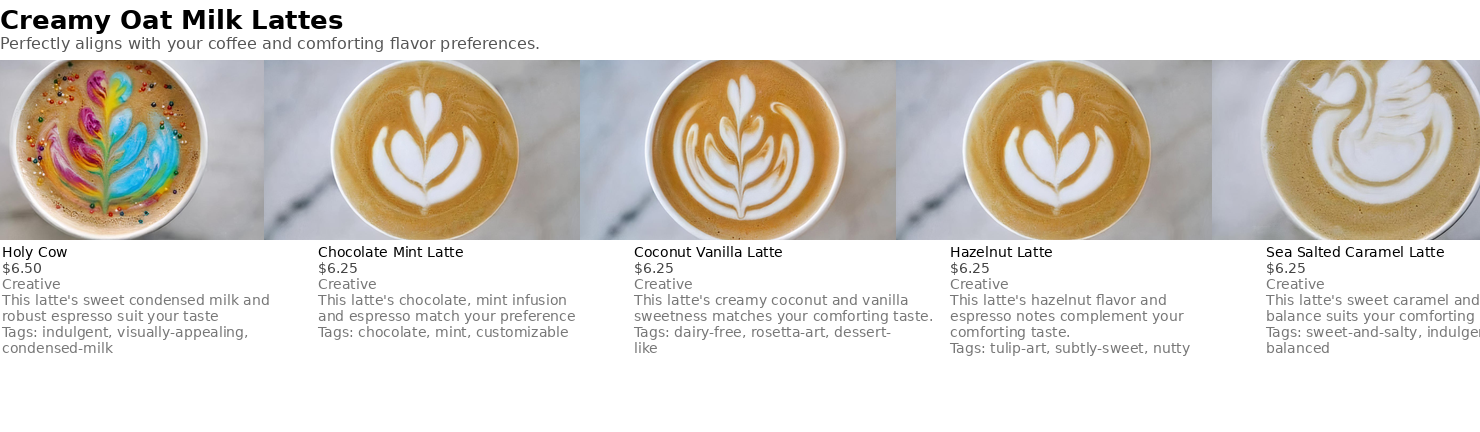 Creamy Oat Milk Lattes
Perfectly aligns with your coffee and comforting flavor preferences.
Holy Cow
$6.50
Creative
This latte's sweet condensed milk and
robust espresso suit your taste
Tags: indulgent, visually-appealing,
condensed-milk
Chocolate Mint Latte
$6.25
Creative
This latte's chocolate, mint infusion
and espresso match your preference
Tags: chocolate, mint, customizable
Coconut Vanilla Latte
$6.25
Creative
This latte's creamy coconut and vanilla
sweetness matches your comforting taste.
Tags: dairy-free, rosetta-art, dessert-
like
Hazelnut Latte
$6.25
Creative
This latte's hazelnut flavor and
espresso notes complement your
comforting taste.
Tags: tulip-art, subtly-sweet, nutty
Sea Salted Caramel Latte
$6.25
Creative
This latte's sweet caramel and
balance suits your comforting
Tags: sweet-and-salty,
balanced